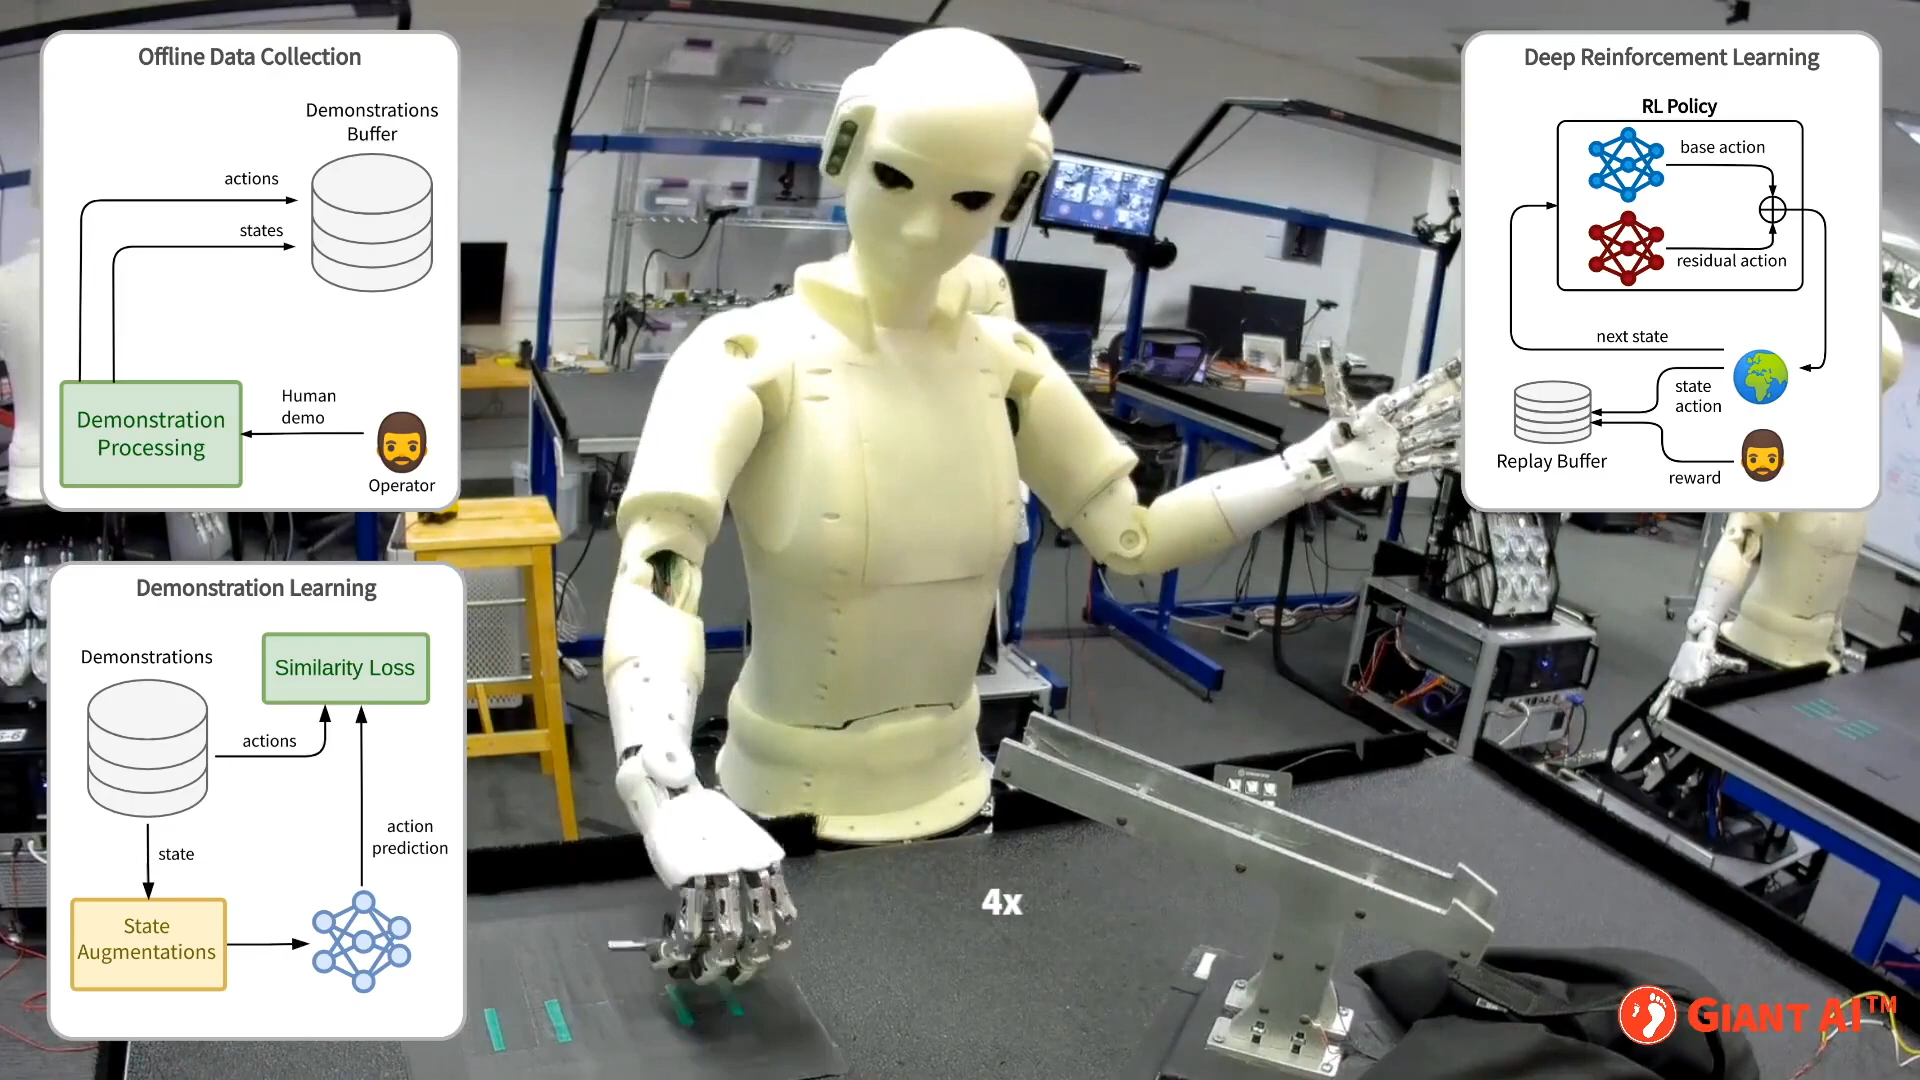 Offline Data Collection
Demonstrations
Buffer
actions
states
Human
demo
Demonstration
Processing
Operator
Demonstration Learning
Demonstrations
Similarity Loss
actions
action
prediction
state
State
Augmentations
Deep Reinforcement Learning
RL Policy
base action
residual action
next state
state
action
Replay Buffer
reward
4x
GIANT AI™